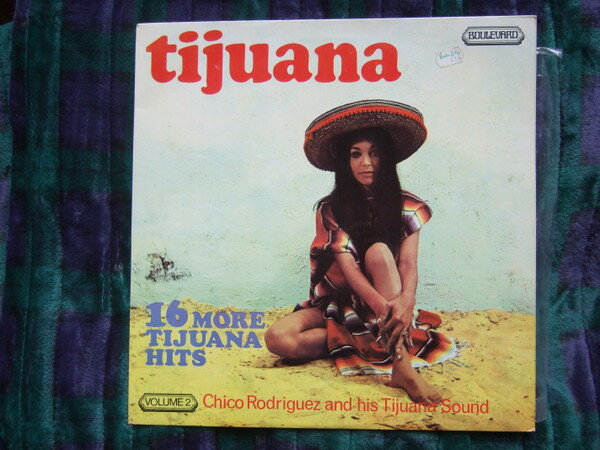 tijuana
BOULEVARD
16 MORE
TIJUANA
HITS
VOLUME 2
Chico Rodriguez and his Tijuana Sound